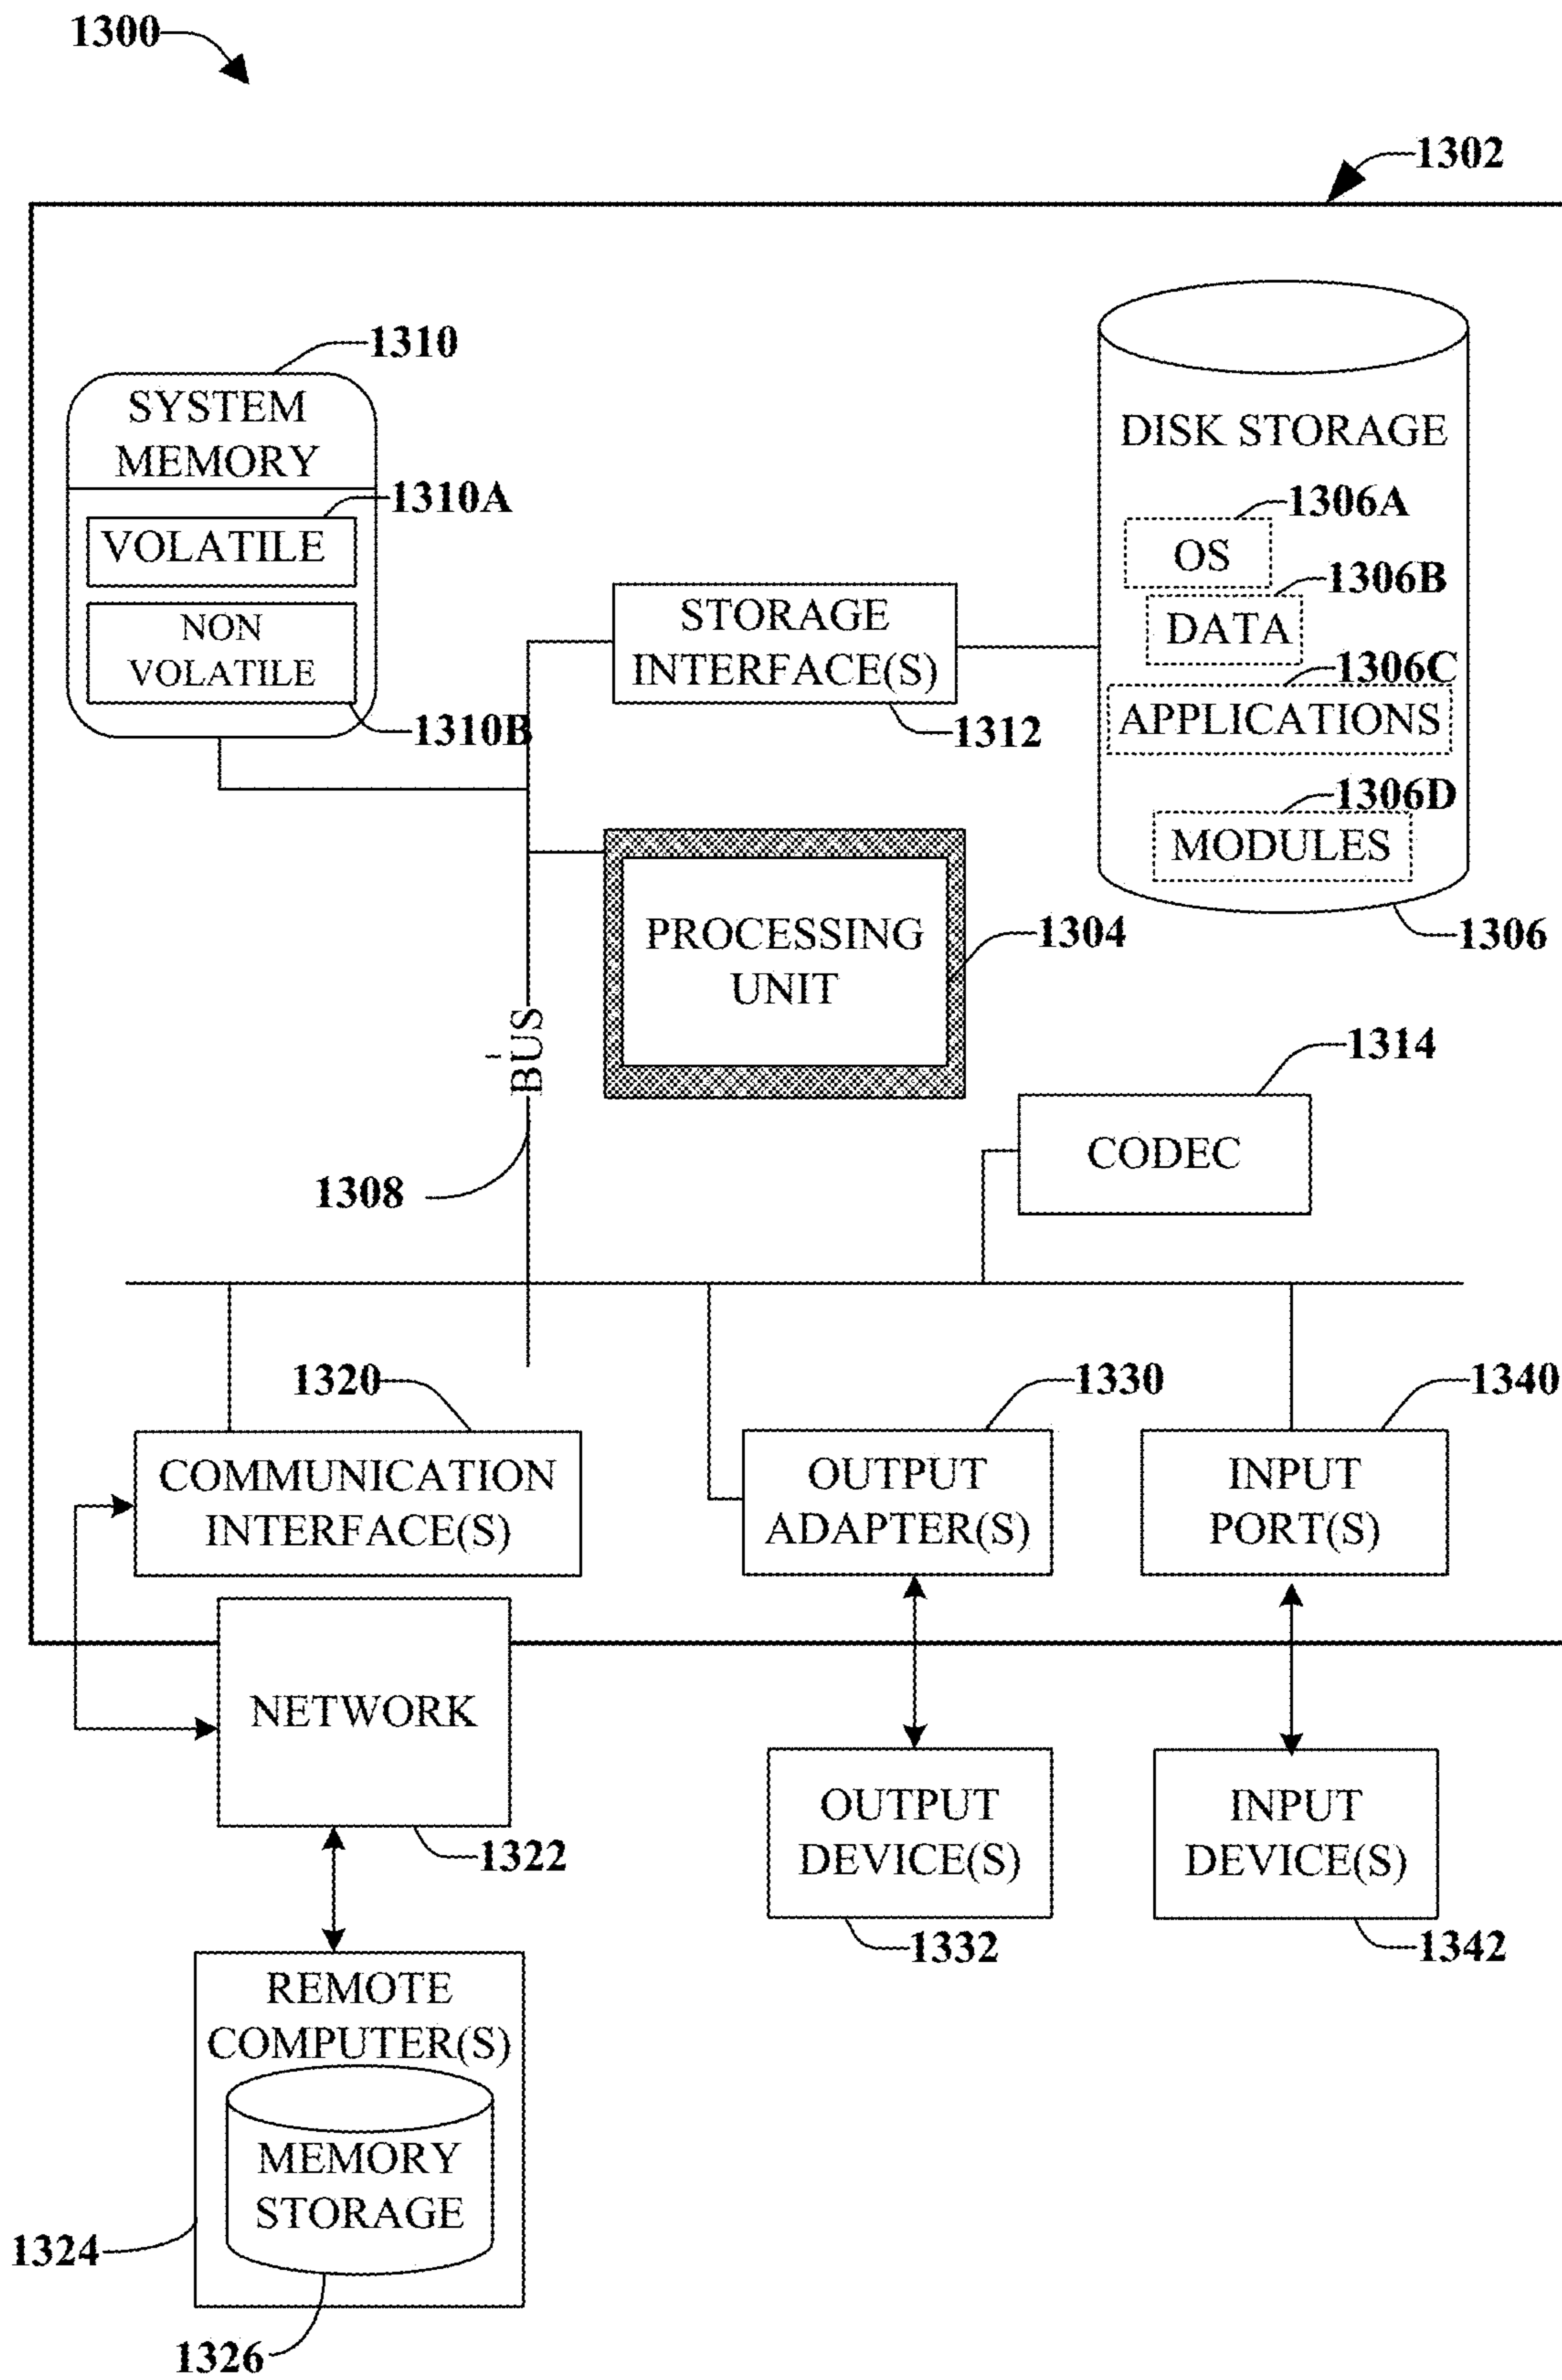 1300
1302
1310
SYSTEM
MEMORY
1310A
VOLATILE
NON
VOLATILE
1310B
STORAGE
INTERFACE(S)
1312
DISK STORAGE
1306A
OS
1306B
DATA
1306C
APPLICATIONS
1306D
MODULES
1306
PROCESSING
UNIT
1304
BUS
1308
1314
CODEC
1320
COMMUNICATION
INTERFACE(S)
1330
OUTPUT
ADAPTER(S)
1340
INPUT
PORT(S)
NETWORK
1322
OUTPUT
DEVICE(S)
1332
INPUT
DEVICE(S)
1342
REMOTE
COMPUTER(S)
MEMORY
STORAGE
1324
1326